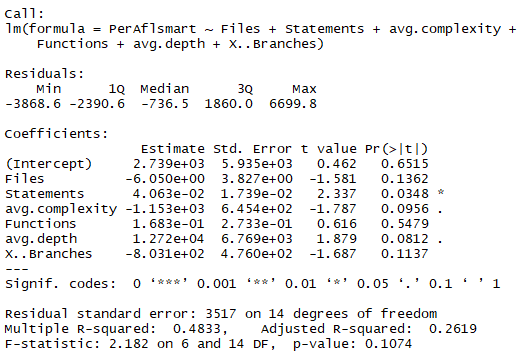 Call:
lm(formula = PerAflsmart ~ Files + Statements + avg.complexity +
    Functions + avg.depth + X..Branches)
Residuals:
    Min      1Q  Median      3Q     Max
-3868.6 -2390.6  -736.5  1860.0  6699.8
Coefficients:
                 Estimate Std. Error t value Pr(>|t|)
(Intercept)     2.739e+03  5.935e+03   0.462   0.6515
Files          -6.050e+00  3.827e+00  -1.581   0.1362
Statements      4.063e-02  1.739e-02   2.337   0.0348 *
avg.complexity -1.153e+03  6.454e+02  -1.787   0.0956 .
Functions       1.683e-01  2.733e-01   0.616   0.5479
avg.depth       1.272e+04  6.769e+03   1.879   0.0812 .
X..Branches    -8.031e+02  4.760e+02  -1.687   0.1137
---
Signif. codes:  0 ‘***’ 0.001 ‘**’ 0.01 ‘*’ 0.05 ‘.’ 0.1 ‘ ’ 1
Residual standard error: 3517 on 14 degrees of freedom
Multiple R-squared:  0.4833,    Adjusted R-squared:  0.2619
F-statistic: 2.182 on 6 and 14 DF,  p-value: 0.1074